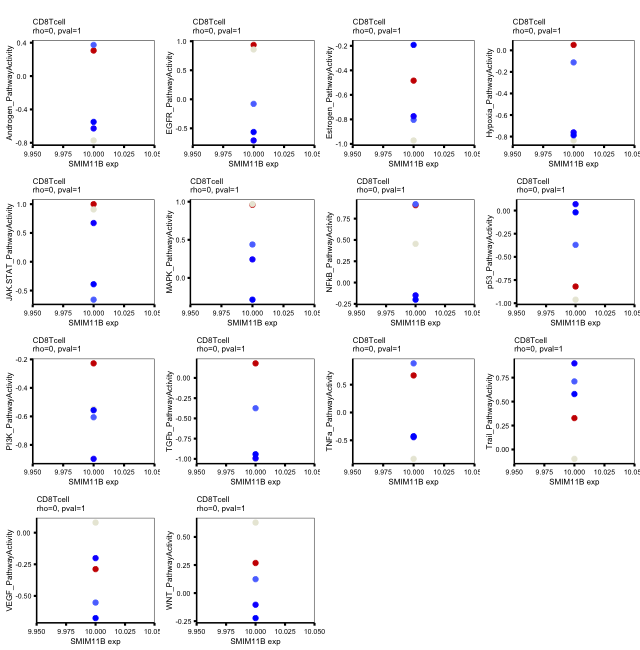 CD8Tcell
rho=0, pval=1
Androgen_PathwayActivity
0.4
0.0
-0.4
-0.8
9.950 9.975 10.000 10.025 10.05
SMIM11B exp
CD8Tcell
rho=0, pval=1
EGFR_PathwayActivity
1.0
0.5
0.0
-0.5
9.950 9.975 10.000 10.025 10.05
SMIM11B exp
CD8Tcell
rho=0, pval=1
Estrogen_PathwayActivity
-0.2
-0.4
-0.6
-0.8
-1.0
9.950 9.975 10.000 10.025 10.05
SMIM11B exp
CD8Tcell
rho=0, pval=1
Hypoxia_PathwayActivity
0.0
-0.2
-0.4
-0.6
-0.8
9.950 9.975 10.000 10.025 10.05
SMIM11B exp
CD8Tcell
rho=0, pval=1
JAK.STAT_PathwayActivity
1.0
0.5
0.0
-0.5
9.950 9.975 10.000 10.025 10.05
SMIM11B exp
CD8Tcell
rho=0, pval=1
MAPK_PathwayActivity
1.0
0.5
0.0
9.950 9.975 10.000 10.025 10.05
SMIM11B exp
CD8Tcell
rho=0, pval=1
NFkB_PathwayActivity
0.75
0.50
0.25
0.00
-0.25
9.950 9.975 10.000 10.025 10.05
SMIM11B exp
CD8Tcell
rho=0, pval=1
p53_PathwayActivity
0.00
-0.25
-0.50
-0.75
-1.00
9.950 9.975 10.000 10.025 10.05
SMIM11B exp
CD8Tcell
rho=0, pval=1
PI3K_PathwayActivity
-0.2
-0.4
-0.6
-0.8
9.950 9.975 10.000 10.025 10.05
SMIM11B exp
CD8Tcell
rho=0, pval=1
TGFb_PathwayActivity
0.00
-0.25
-0.50
-0.75
-1.00
9.950 9.975 10.000 10.025 10.05
SMIM11B exp
CD8Tcell
rho=0, pval=1
TNFa_PathwayActivity
0.5
0.0
-0.5
9.950 9.975 10.000 10.025 10.05
SMIM11B exp
CD8Tcell
rho=0, pval=1
Trail_PathwayActivity
0.75
0.50
0.25
0.00
9.950 9.975 10.000 10.025 10.05
SMIM11B exp
CD8Tcell
rho=0, pval=1
VEGF_PathwayActivity
0.00
-0.25
-0.50
9.950 9.975 10.000 10.025 10.05
SMIM11B exp
CD8Tcell
rho=0, pval=1
WNT_PathwayActivity
0.50
0.25
0.00
-0.25
9.950 9.975 10.000 10.025 10.050
SMIM11B exp